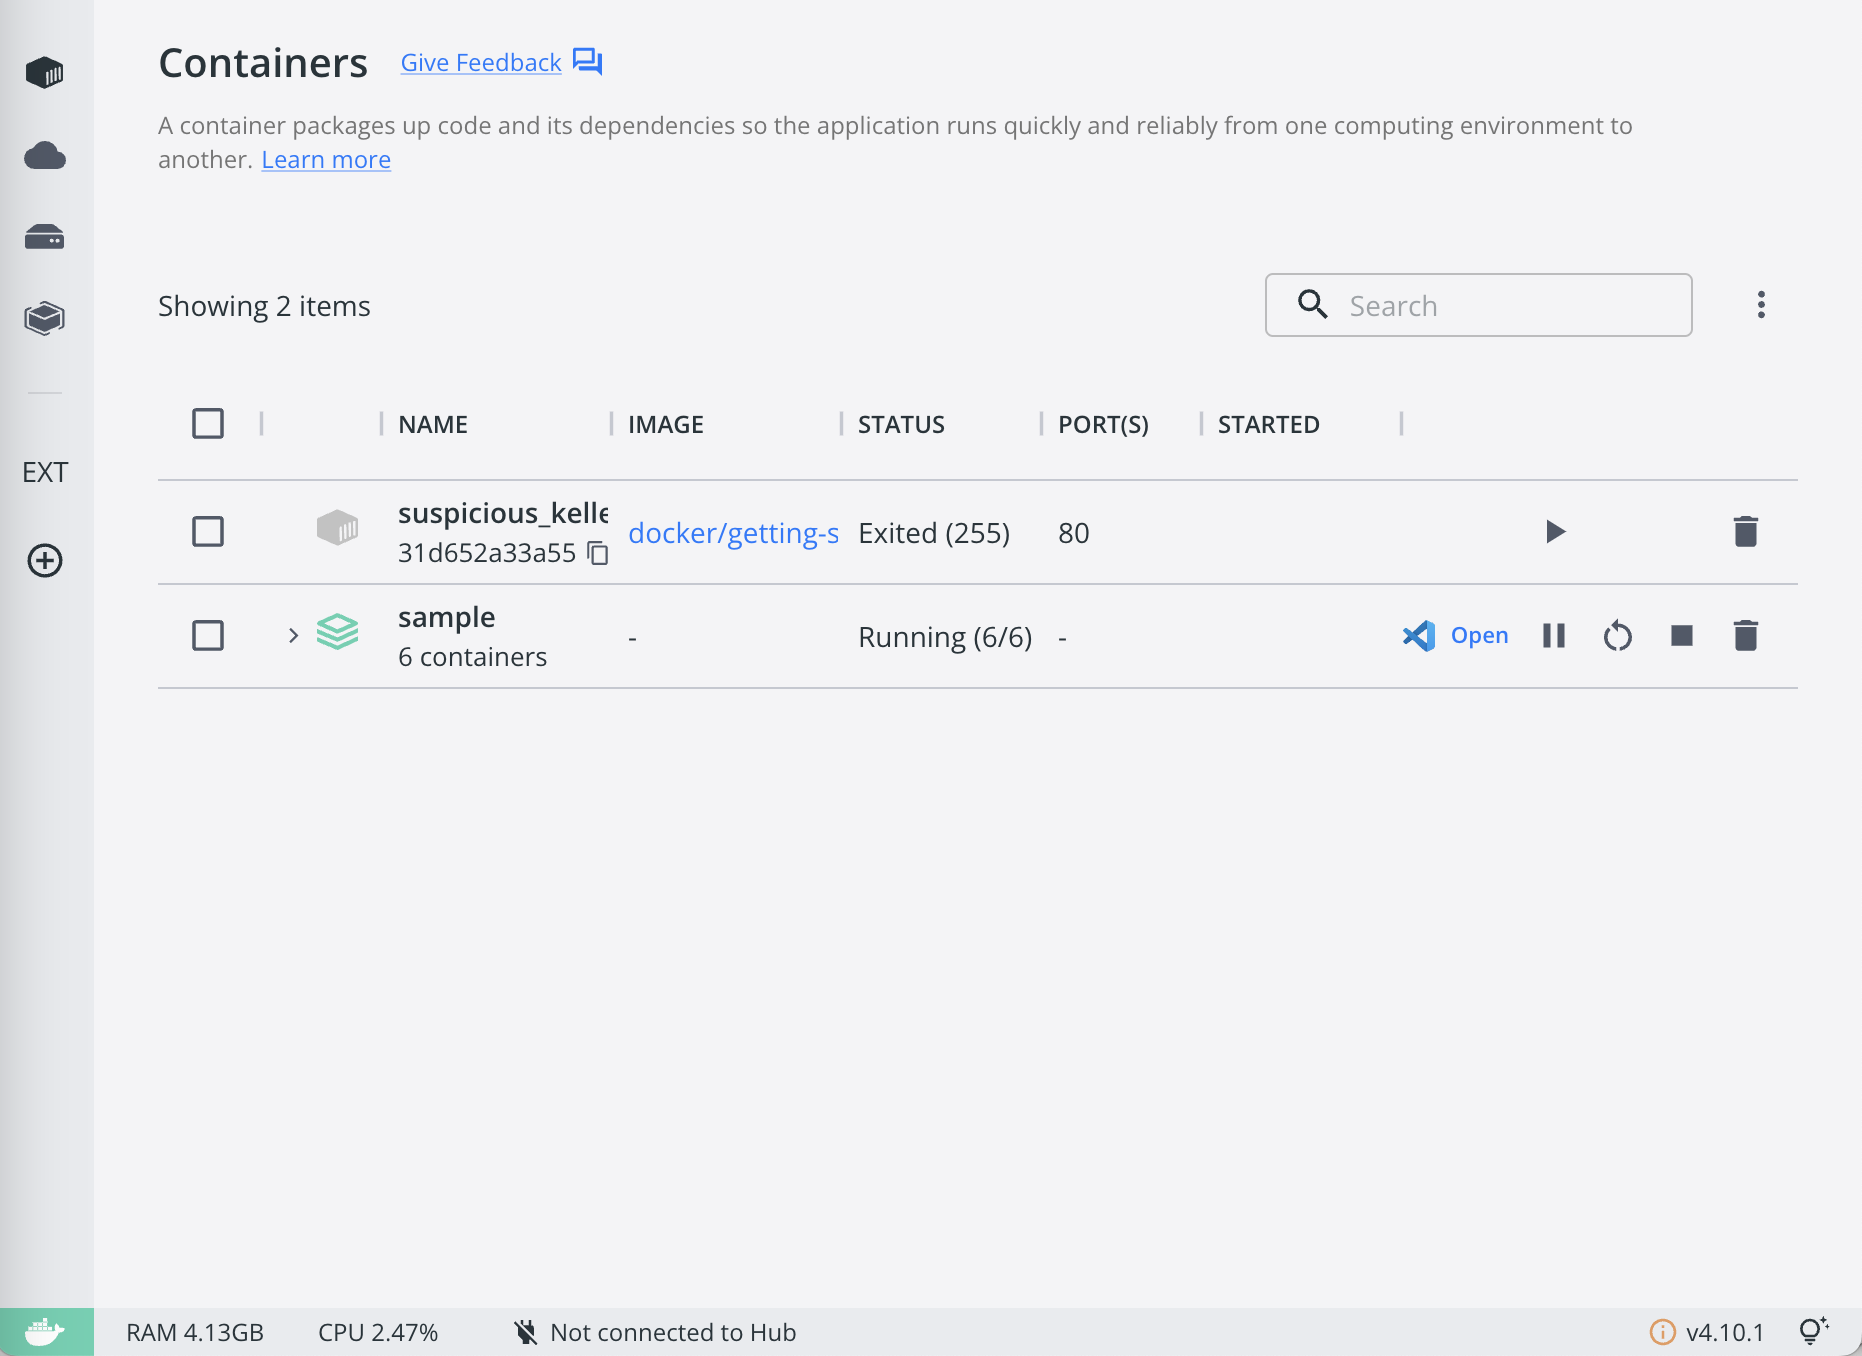 Containers Give Feedback
A container packages up code and its dependencies so the application runs quickly and reliably from one computing environment to
another. Learn more
Showing 2 items
Search
NAME IMAGE STATUS PORT(S) STARTED
EXT
suspicious_kelle
31d652a33a55
docker/getting-s
Exited (255)
80
sample
6 containers
-
Running (6/6)
-
Open
RAM 4.13GB CPU 2.47% Not connected to Hub v4.10.1